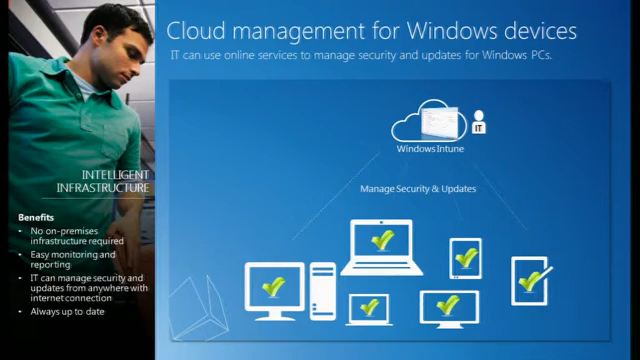 Cloud management for Windows devices
IT can use online services to manage security and updates for Windows PCs.
INTELLIGENT
INFRASTRUCTURE
Benefits
• No on-premises
infrastructure required
• Easy monitoring and
reporting
• IT can manage security and
updates from anywhere with
internet connection
• Always up to date
IT
Windows Intune
Manage Security & Updates